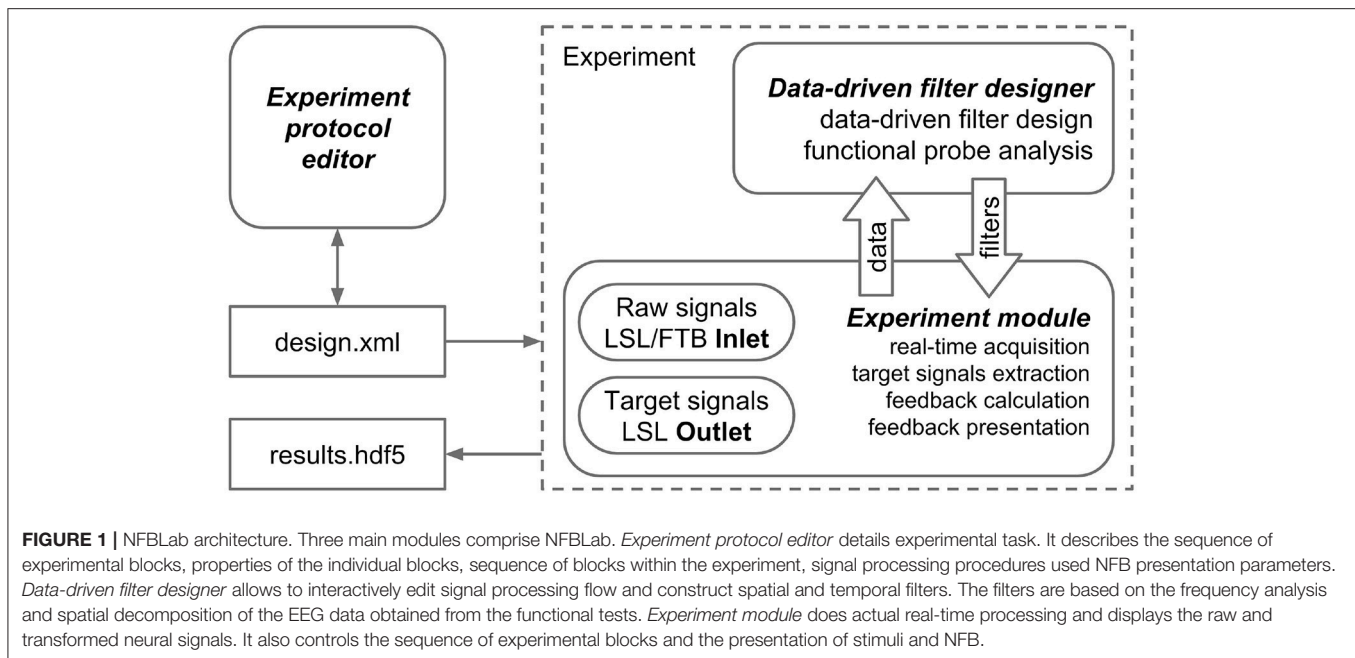 Experiment
protocol
editor
design.xml
results.hdf5
Experiment
Data-driven filter designer
data-driven filter design
functional probe analysis
data
filters
Raw signals
LSL/FTB Inlet
Target signals
LSL Outlet
Experiment module
real-time acquisition
target signals extraction
feedback calculation
feedback presentation
FIGURE 1 | NFBLab architecture. Three main modules comprise NFBLab. Experiment protocol editor details experimental task. It describes the sequence of
experimental blocks, properties of the individual blocks, sequence of blocks within the experiment, signal processing procedures used NFB presentation parameters.
Data-driven filter designer allows to interactively edit signal processing flow and construct spatial and temporal filters. The filters are based on the frequency analysis
and spatial decomposition of the EEG data obtained from the functional tests. Experiment module does actual real-time processing and displays the raw and
transformed neural signals. It also controls the sequence of experimental blocks and the presentation of stimuli and NFB.